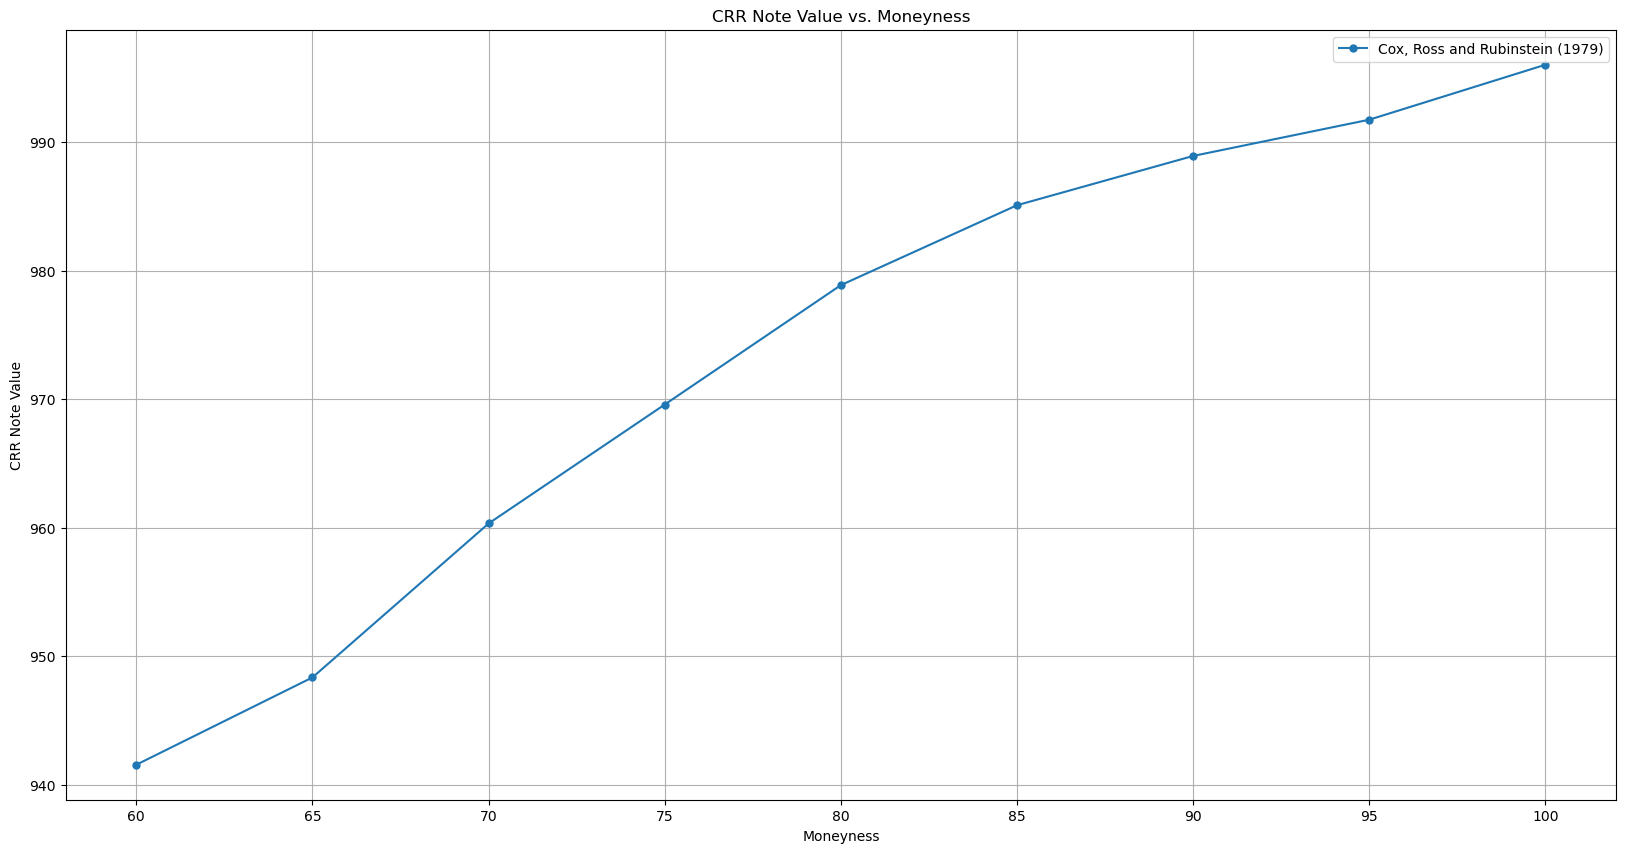 CRR Note Value vs. Moneyness
Cox, Ross and Rubinstein (1979)
CRR Note Value
990
980
970
960
950
940
60 65 70 75 80 85 90 95 100
Moneyness